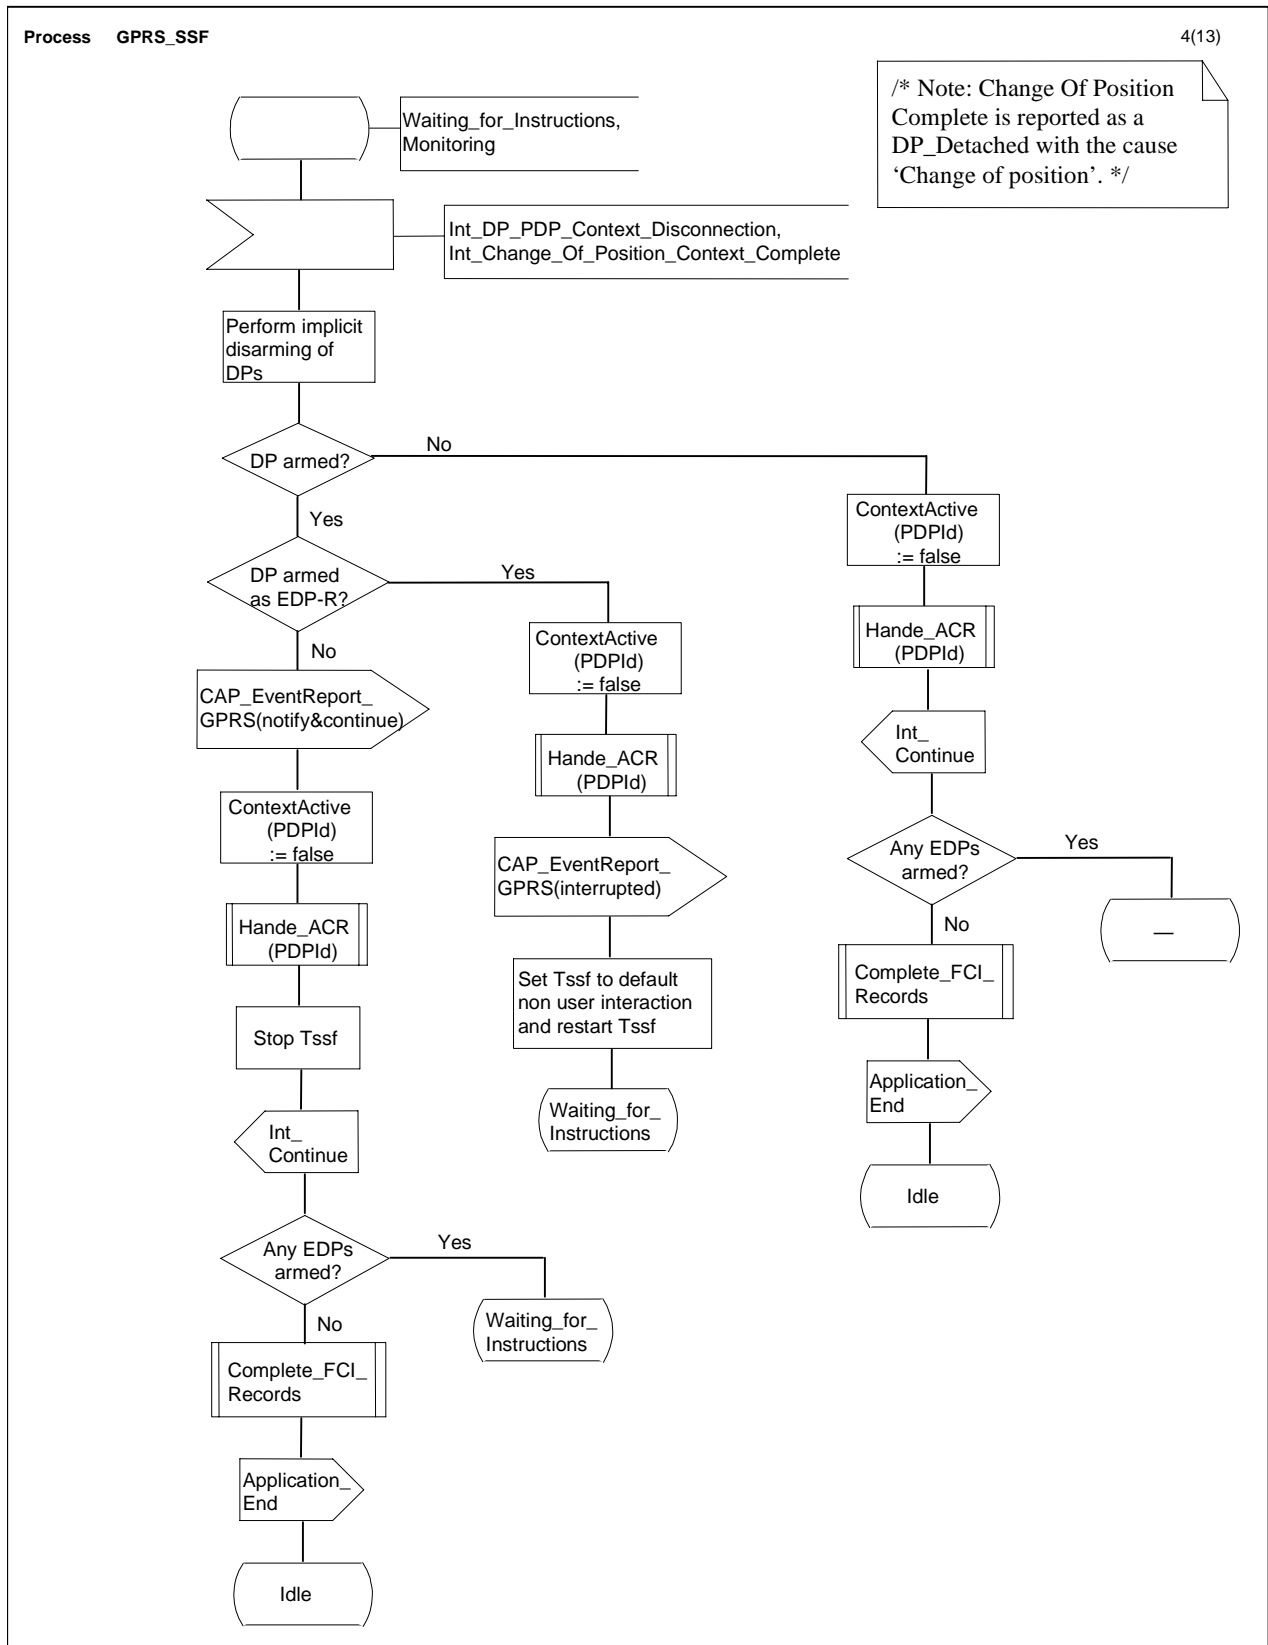 Process GPRS_SSF
4(13)
/* Note: Change Of Position
Complete is reported as a
DP_Detached with the cause
‘Change of position’. */
Waiting_for_Instructions,
Monitoring
Int_DP_PDP_Context_Disconnection,
Int_Change_Of_Position_Context_Complete
Perform implicit
disarming of
DPs
DP armed?
No
Yes
DP armed
as EDP-R?
Yes
No
CAP_EventReport_
GPRS(notify&continue)
ContextActive
(PDPId)
:= false
Hande_ACR
(PDPId)
Stop Tssf
Int_
Continue
Any EDPs
armed?
Yes
Waiting_for_
Instructions
No
Complete_FCI_
Records
Application_
End
Idle
ContextActive
(PDPId)
:= false
Hande_ACR
(PDPId)
CAP_EventReport_
GPRS(interrupted)
Set Tssf to default
non user interaction
and restart Tssf
Waiting_for_
Instructions
ContextActive
(PDPId)
:= false
Hande_ACR
(PDPId)
Int_
Continue
Any EDPs
armed?
Yes
—
No
Complete_FCI_
Records
Application_
End
Idle